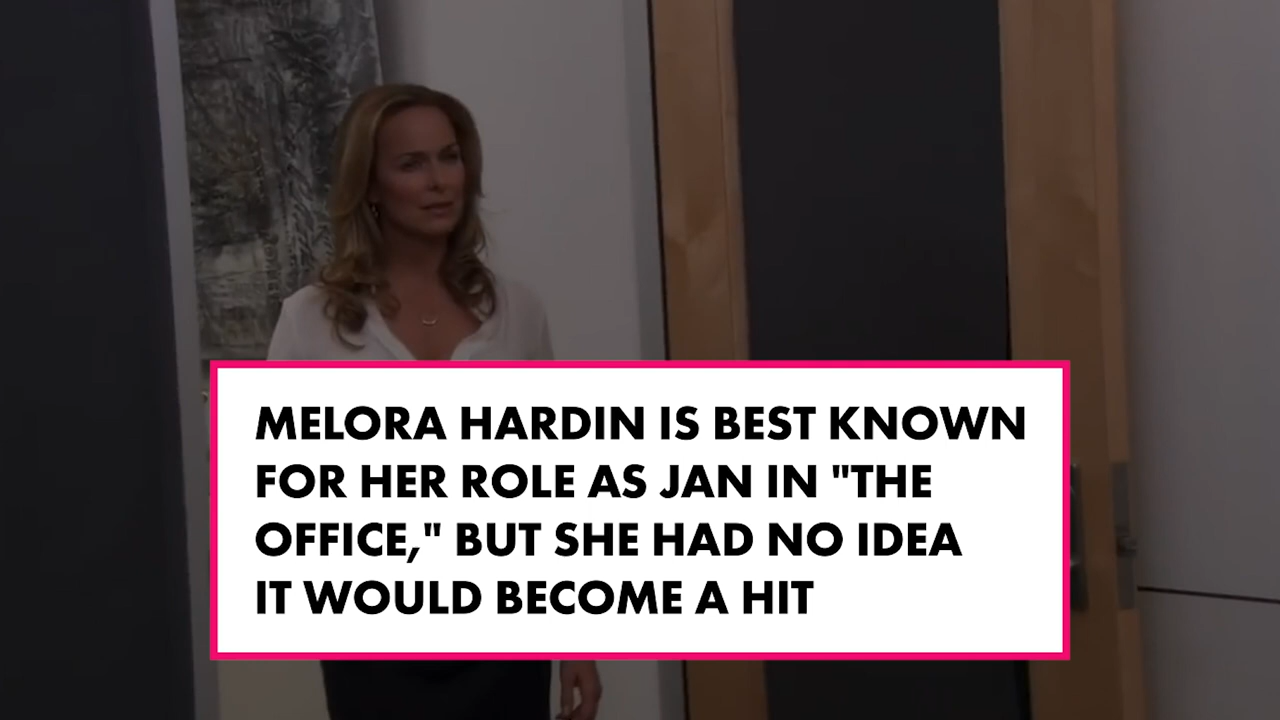 MELORA HARDIN IS BEST KNOWN
FOR HER ROLE AS JAN IN "THE
OFFICE," BUT SHE HAD NO IDEA
IT WOULD BECOME A HIT